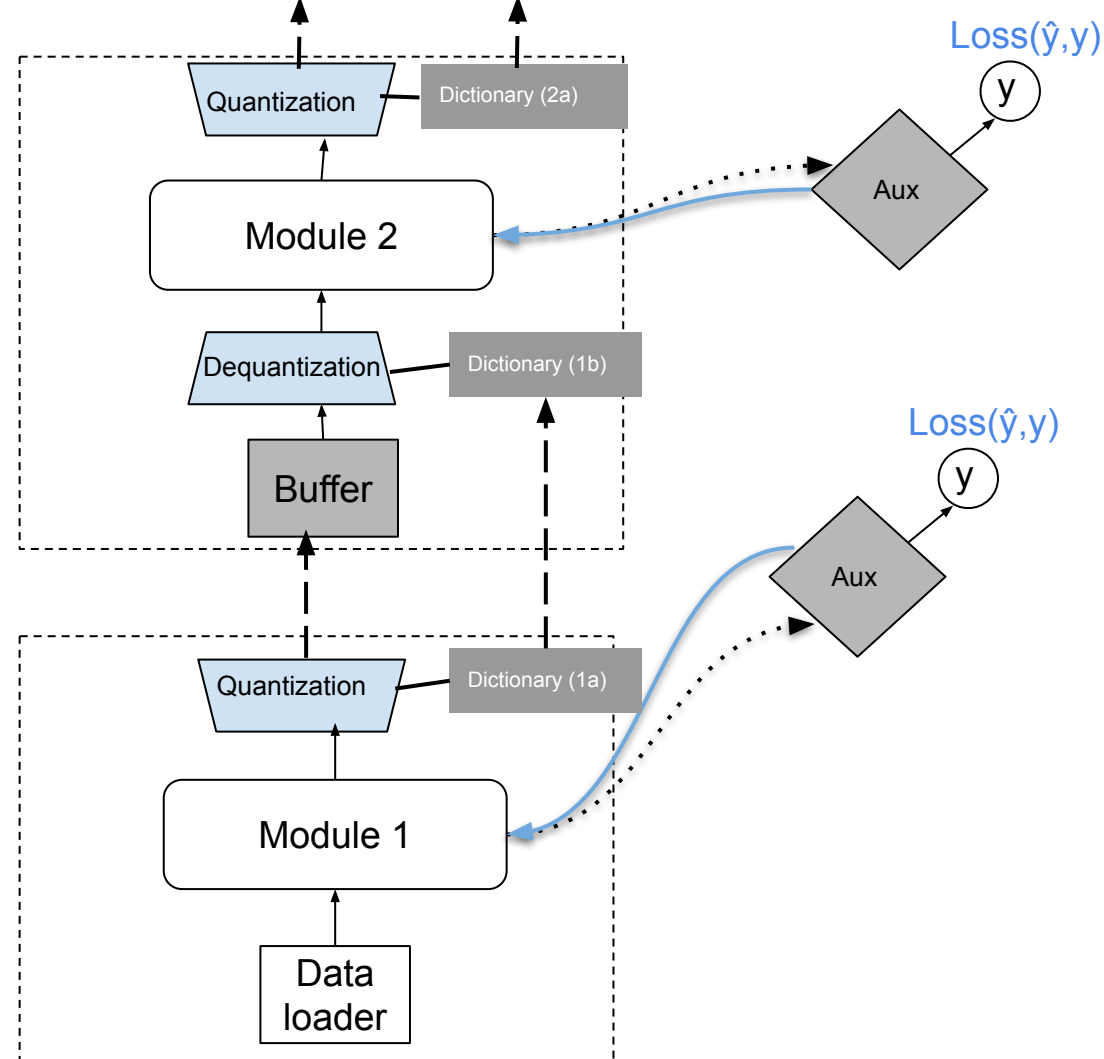 Loss(ŷ,y)
y
Quantization
Dictionary (2a)
Aux
Module 2
Dequantization
Dictionary (1b)
Loss(ŷ,y)
y
Buffer
Aux
Quantization
Dictionary (1a)
Module 1
Data
loader